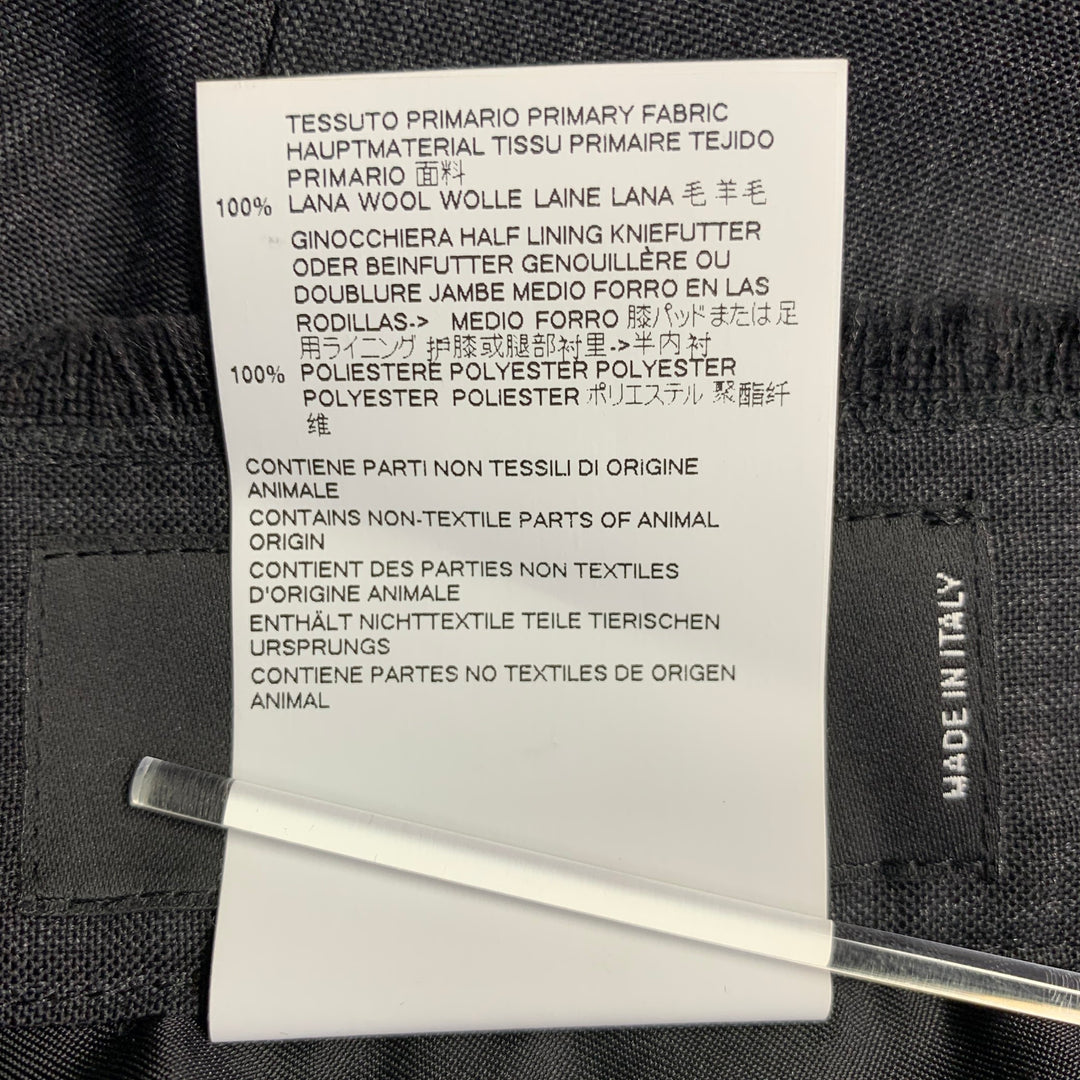 TESSUTO PRIMARIO PRIMARY FABRIC
HAUPTMATERIAL TISSU PRIMAIRE TEJIDO
PRIMARIO 面料
100% LANA WOOL WOLLE LAINE LANA 毛 羊毛
GINOCCHIERA HALF LINING KNIEFUTTER
ODER BEINFUTTER GENOUILLÈRE OU
DOUBLURE JAMBE MEDIO FORRO EN LAS
RODILLAS-> MEDIO FORRO 膝パッドまたは足
用ライニング 护膝或腿部衬里->半内衬
100% POLIESTERE POLYESTER POLYESTER
POLYESTER POLIESTER ポリエステル 聚酯纤
维
CONTIENE PARTI NON TESSILI DI ORIGINE
ANIMALE
CONTAINS NON-TEXTILE PARTS OF ANIMAL
ORIGIN
CONTIENT DES PARTIES NON TEXTILES
D'ORIGINE ANIMALE
ENTHÄLT NICHTTEXTILE TEILE TIERISCHEN
URSPRUNGS
CONTIENE PARTES NO TEXTILES DE ORIGEN
ANIMAL
MADE IN ITALY